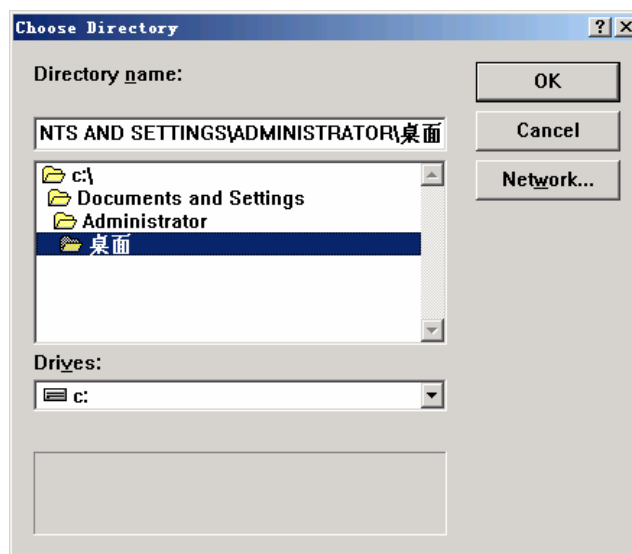 Choose Directory
Directory name:
OK
NTS AND SETTINGS\ADMINISTRATOR\桌面
Cancel
c:\
Network...
Documents and Settings
Administrator
桌面
Drives:
c: